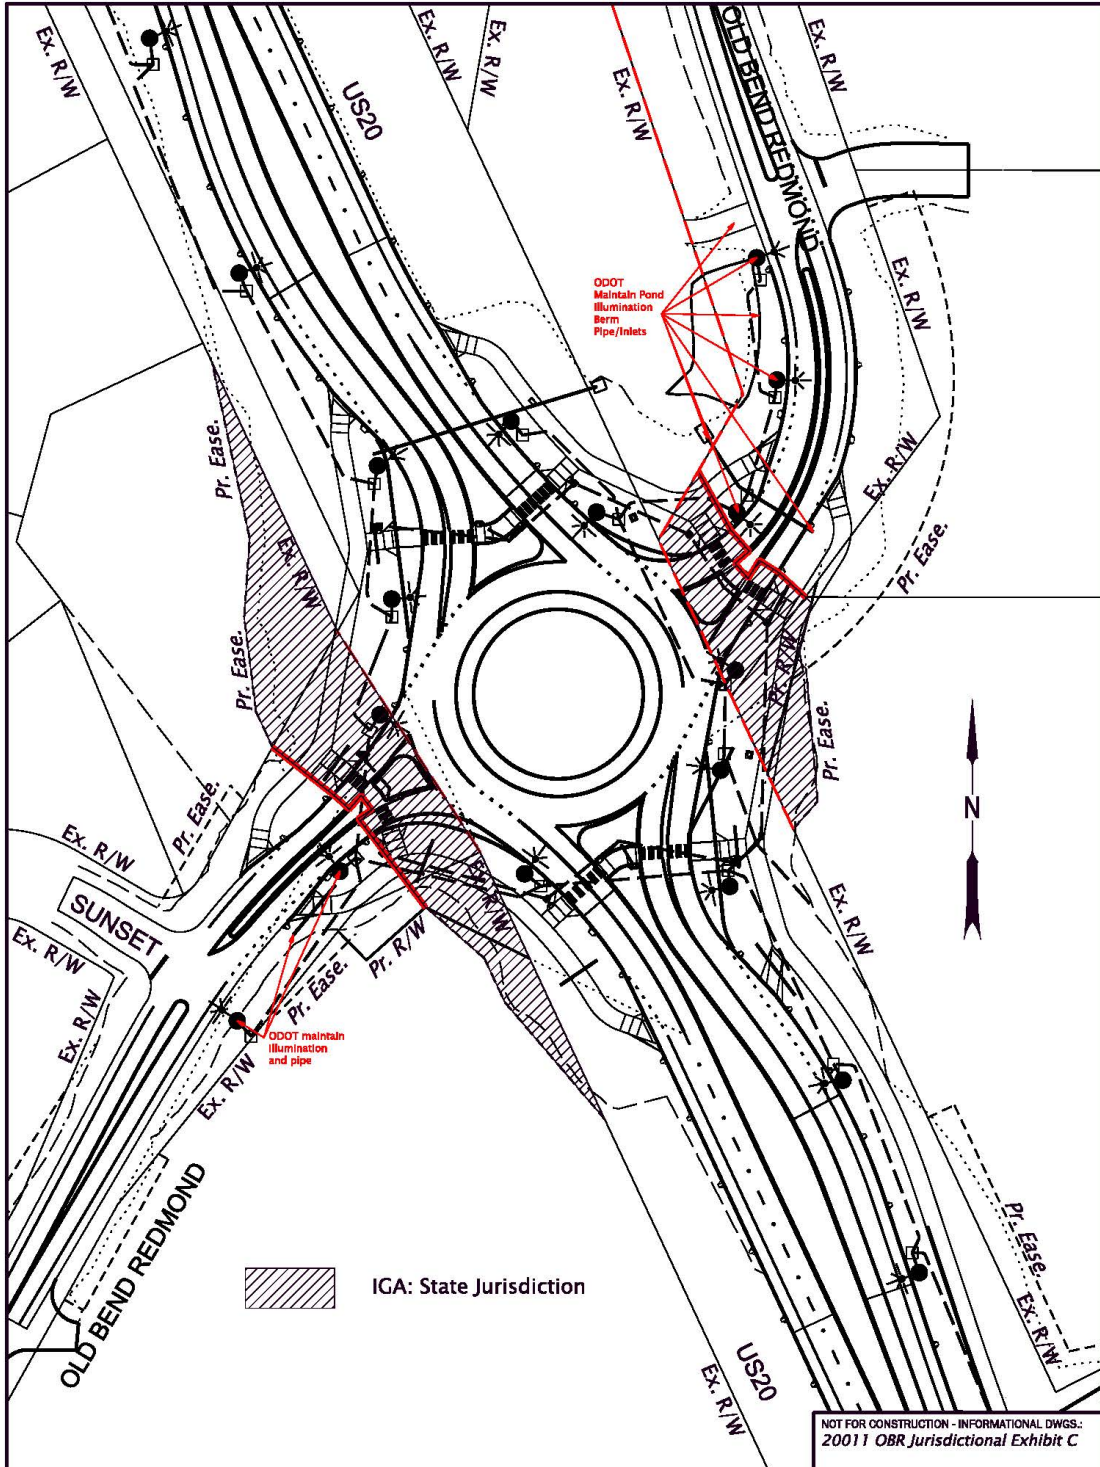 Ex. R/W
US20
Ex. R/W
Ex. R/W
Ex. R/W
OLD BEND REDMOND
Ex. R/W
Ex. R/W
ODOT
Maintain Pond
Illumination
Berm
Pipe/Inlets
Pr. Ease.
Ex. R/W
Ex. R/W
Pr. Ease.
Pr. Ease.
Pr. R/W
Pr. Ease.
Pr. Ease.
N
Ex. R/W
SUNSET
Ex. R/W
Ex. R/W
Ex. R/W
Ex. R/W
Pr. R/W
Pr. Ease.
ODOT maintain
illumination
and pipe
Ex. R/W
OLD BEND REDMOND
Pr. Ease.
Ex. R/W
IGA: State Jurisdiction
US20
Ex. R/W
NOT FOR CONSTRUCTION - INFORMATIONAL DWGS.:
20011 OBR Jurisdictional Exhibit C